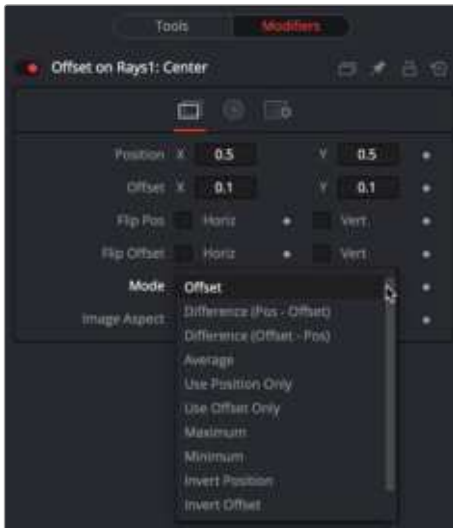 Tools Modifiers
Offset on Rays1: Center
Position X 0.5 Y 0.5
Offset X 0.1 Y 0.1
Flip Pos Horiz Vert
Flip Offset Horiz Vert
Mode Offset
Image Aspect Difference (Pos - Offset)
Difference (Offset - Pos)
Average
Use Position Only
Use Offset Only
Maximum
Minimum
Invert Position
Invert Offset